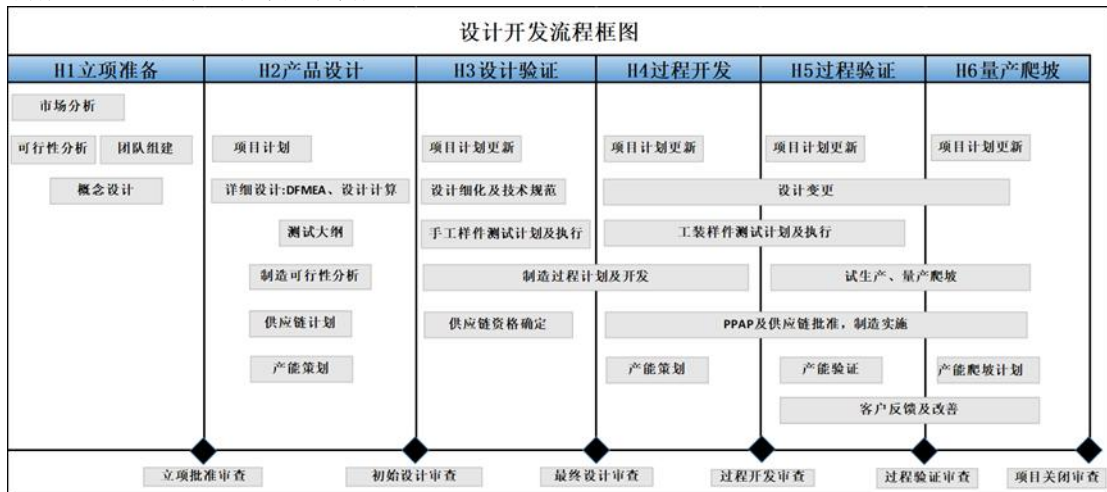 设计开发流程框图
H1立项准备 H2产品设计 H3设计验证 H4过程开发 H5过程验证 H6量产爬坡
市场分析
可行性分析 团队组建 项目计划 项目计划更新 项目计划更新 项目计划更新 项目计划更新
概念设计 详细设计:DFMEA、设计计算 设计细化及技术规范 设计变更
测试大纲 手工样件测试计划及执行 工装样件测试计划及执行
制造可行性分析 制造过程计划及开发 试生产、量产爬坡
供应链计划 供应链资格确定 PPAP及供应链批准，制造实施
产能策划 产能策划 产能验证 产能爬坡计划
客户反馈及改善
立项批准审查 初始设计审查 最终设计审查 过程开发审查 过程验证审查 项目关闭审查